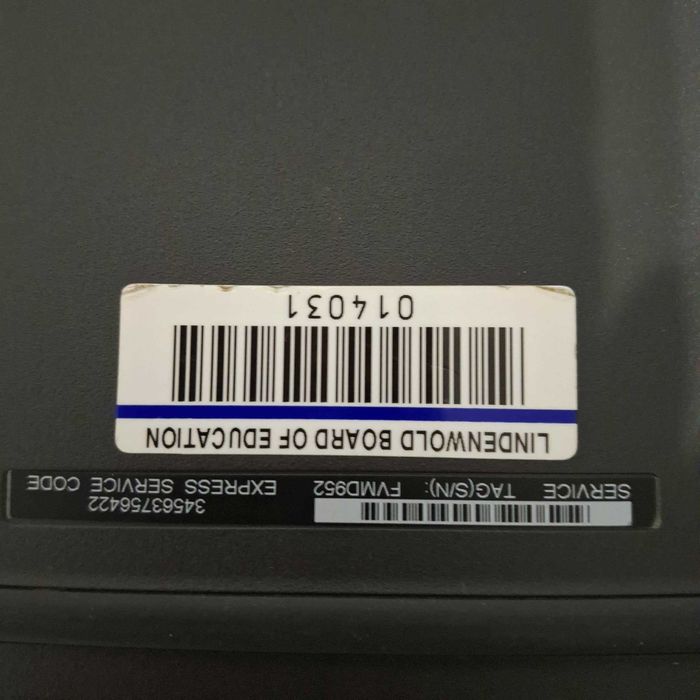 34563756422
SERVICE TAG(S/N): FVMD952 EXPRESS SERVICE CODE
LINDENWOLD BOARD OF EDUCATION
014031